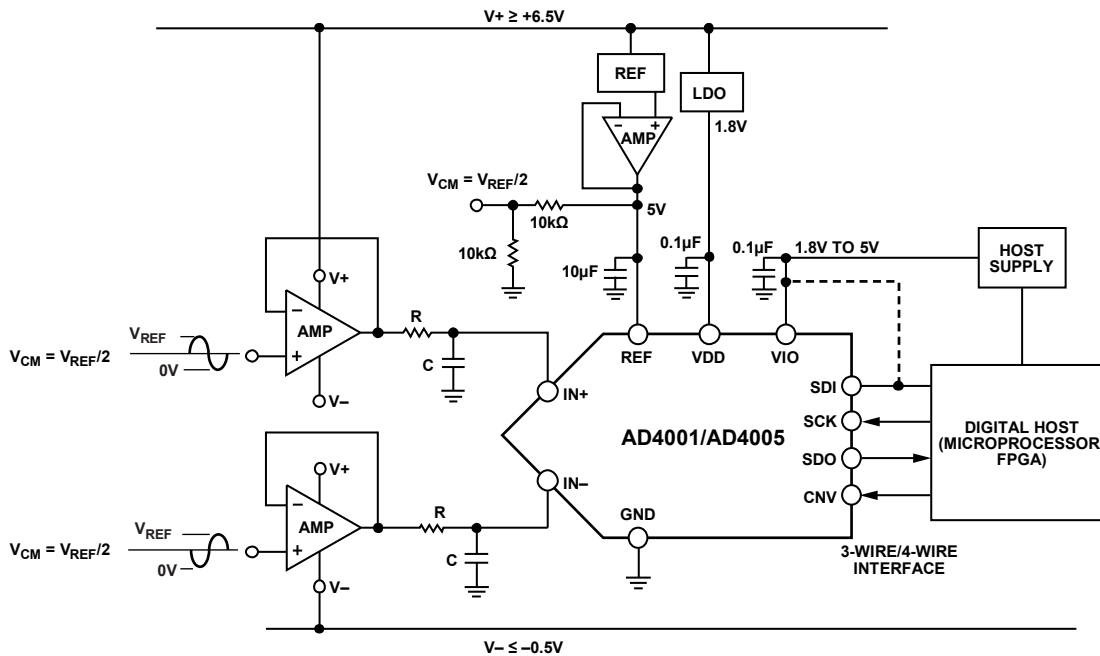 V+ ≥ +6.5V
REF
LDO
1.8V
AMP
V_CM = V_REF/2
5V
10kΩ
10kΩ
10µF
0.1µF
0.1µF
1.8V TO 5V
HOST
SUPPLY
V+
AMP
V–
V_REF
0V
V_CM = V_REF/2
R
C
REF
VDD
VIO
IN+
IN–
AD4001/AD4005
SDI
SCK
SDO
CNV
GND
DIGITAL HOST
(MICROPROCESSOR
FPGA)
3-WIRE/4-WIRE
INTERFACE
V+
AMP
V–
V_REF
0V
V_CM = V_REF/2
R
C
V– ≤ –0.5V